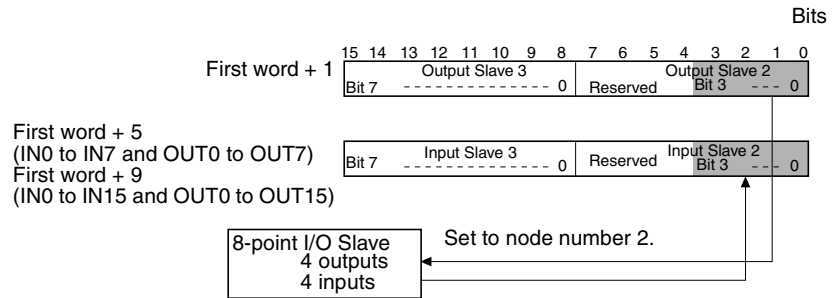 Bits
15 14 13 12 11 10 9 8 7 6 5 4 3 2 1 0
First word + 1
Output Slave 3
Output Slave 2
Bit 7 - - - - - - - - - - - - 0 Reserved Bit 3 - - - 0
First word + 5
(IN0 to IN7 and OUT0 to OUT7)
First word + 9
(IN0 to IN15 and OUT0 to OUT15)
Input Slave 3
Input Slave 2
Bit 7 - - - - - - - - - - - - 0 Reserved Bit 3 - - - 0
8-point I/O Slave
4 outputs
4 inputs
Set to node number 2.